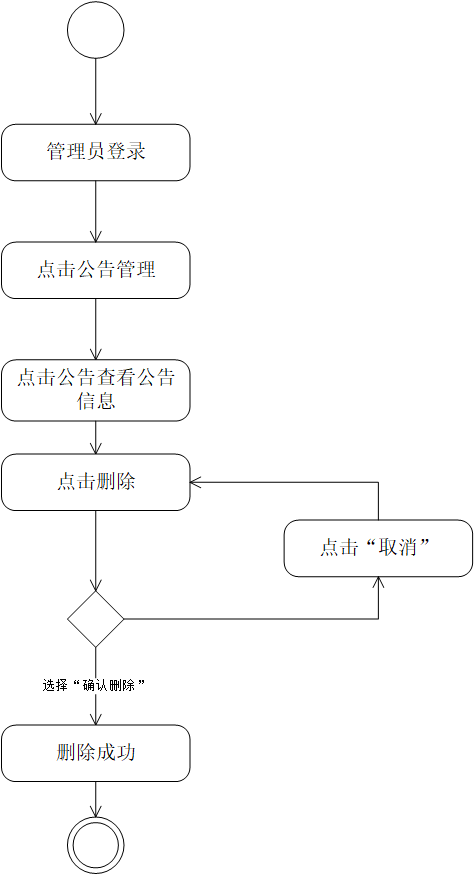 管理员登录
点击公告管理
点击公告查看公告
信息
点击删除
点击“取消”
选择“确认删除”
删除成功